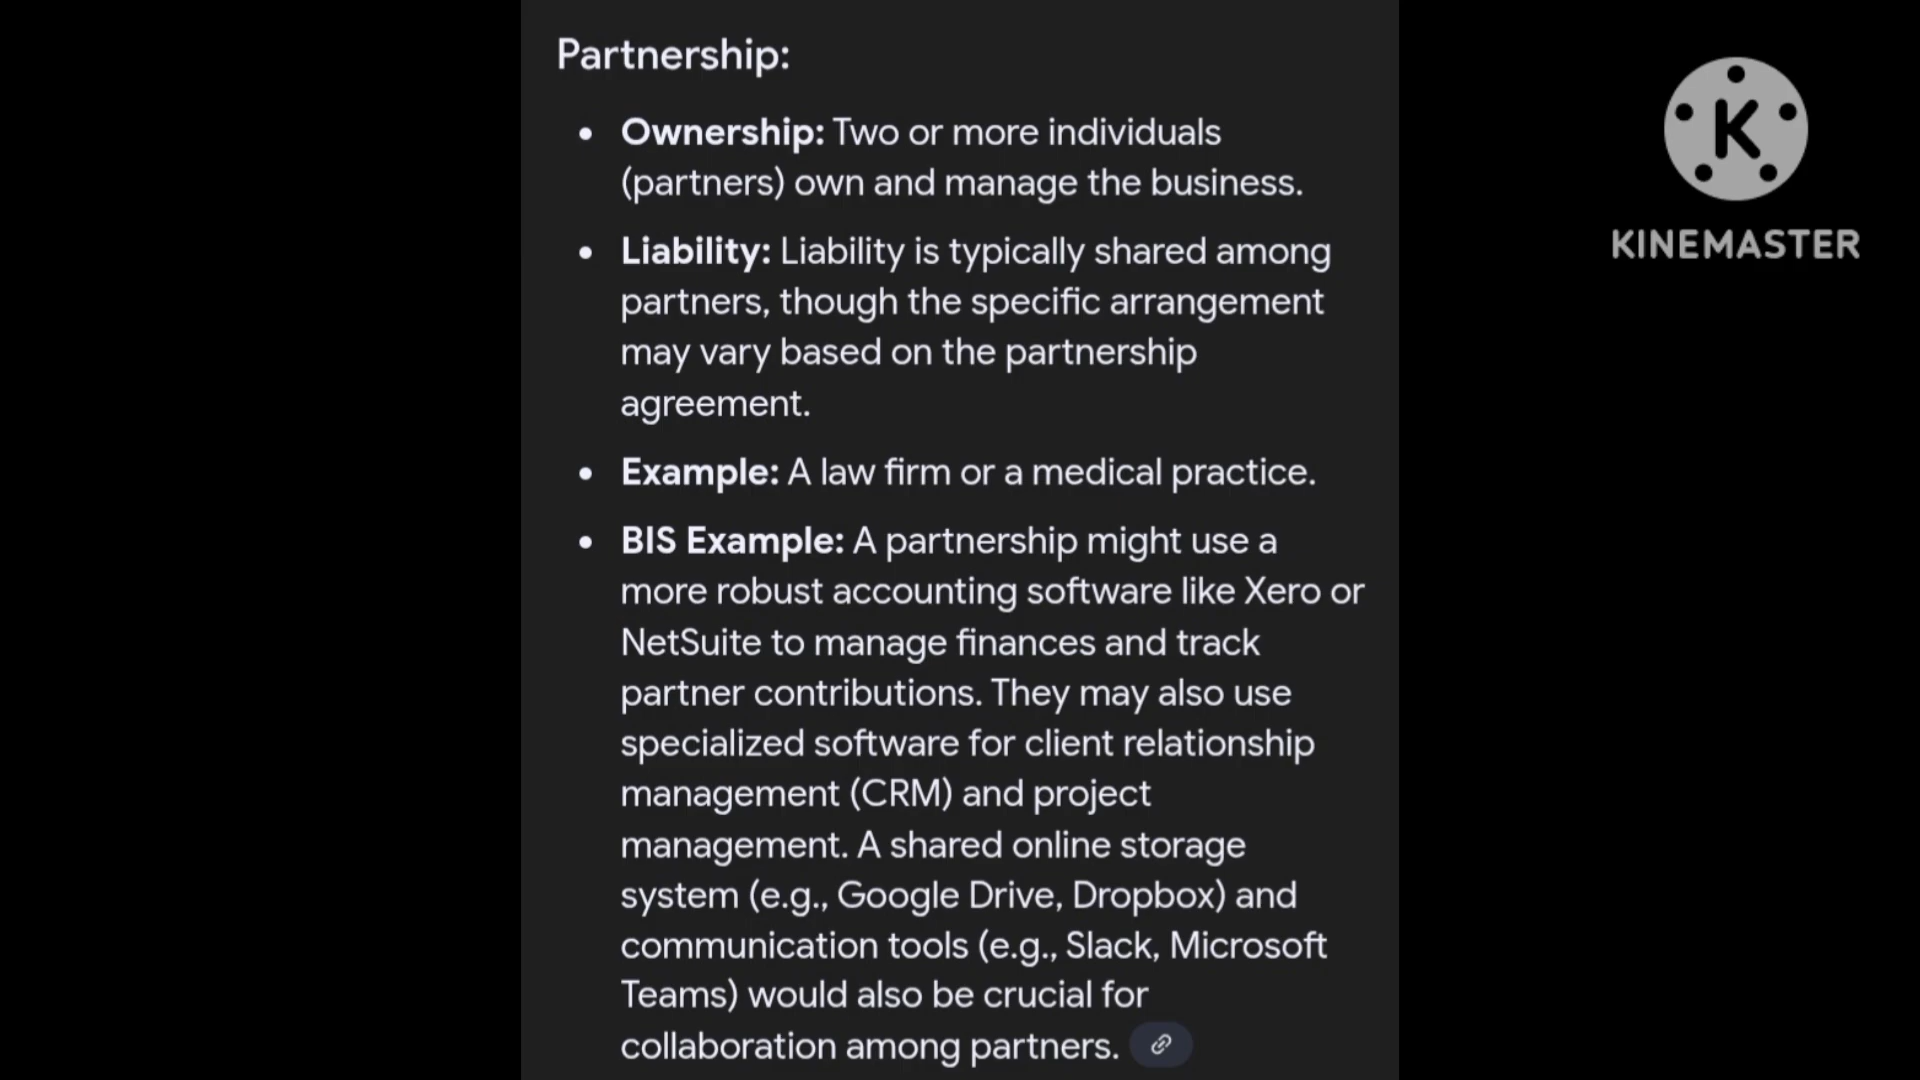 Partnership:
• Ownership: Two or more individuals
(partners) own and manage the business.
• Liability: Liability is typically shared among
partners, though the specific arrangement
may vary based on the partnership
agreement.
• Example: A law firm or a medical practice.
• BIS Example: A partnership might use a
more robust accounting software like Xero or
NetSuite to manage finances and track
partner contributions. They may also use
specialized software for client relationship
management (CRM) and project
management. A shared online storage
system (e.g., Google Drive, Dropbox) and
communication tools (e.g., Slack, Microsoft
Teams) would also be crucial for
collaboration among partners.
K
KINEMASTER